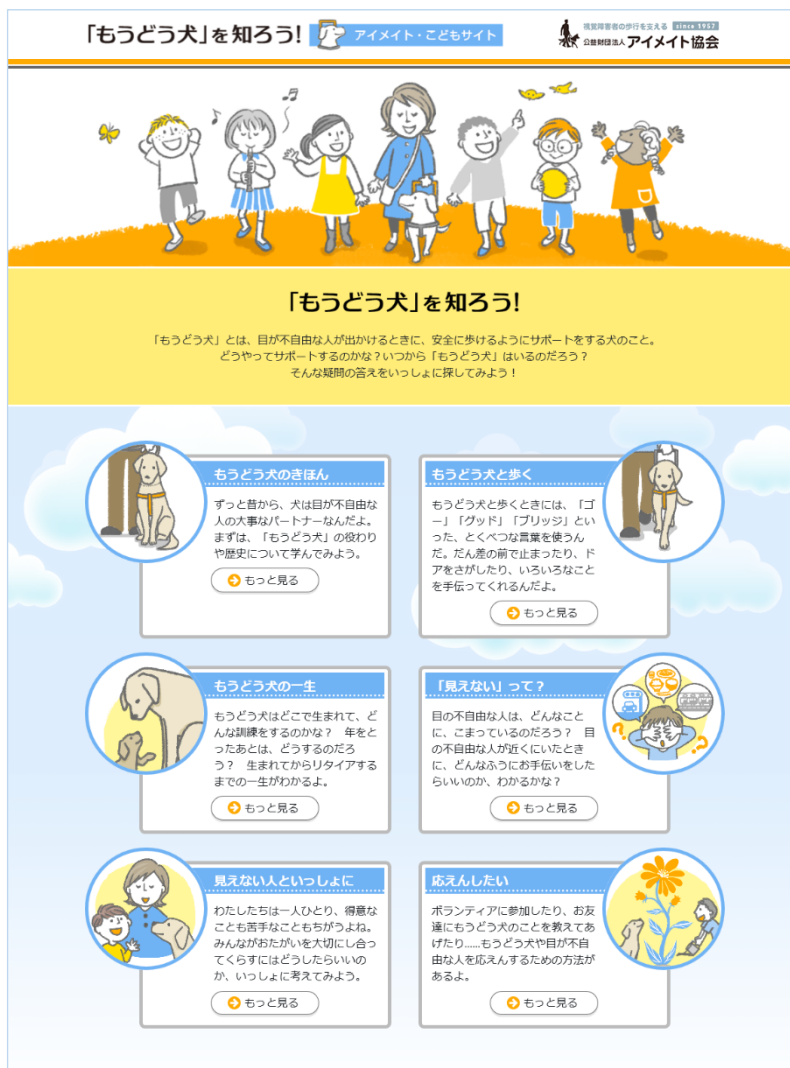 「もうどう犬」を知ろう!
アイメイト・こどもサイト
視覚障害者の歩行を支える since 1957
公益財団法人 アイメイト協会
「もうどう犬」を知ろう!
「もうどう犬」とは、目が不自由な人が出かけるときに、安全に歩けるようにサポートをする犬のこと。
どうやってサポートするのかな？いつから「もうどう犬」はいるのだろう？
そんな疑問の答えをいっしょに探してみよう！
もうどう犬のきほん
ずっと昔から、犬は目が不自由な
人の大事なパートナーなんだよ。
まずは、「もうどう犬」の役わり
や歴史について学んでみよう。
もっと見る
もうどう犬と歩く
もうどう犬と歩くときには、「ゴ
ー」「グッド」「ブリッジ」とい
った、とくべつな言葉を使うん
だ。だん差の前で止まったり、ド
アをさがしたり、いろいろなこと
を手伝ってくれるんだよ。
もっと見る
もうどう犬の一生
もうどう犬はどこで生まれて、ど
んな訓練をするのかな？　年をと
ったあとは、どうするのだろ
う？　生まれてからリタイアする
までの一生がわかるよ。
もっと見る
「見えない」って？
目の不自由な人は、どんなこと
に、こまっているのだろう？　目
の不自由な人が近くにいたとき
に、どんなふうにお手伝いをした
らいいのか、わかるかな？
もっと見る
見えない人といっしょに
わたしたちは一人ひとり、得意な
ことも苦手なこともちがうよね。
みんながおたがいを大切にし合っ
てくらすにはどうしたらいいの
か、いっしょに考えてみよう。
もっと見る
応えんしたい
ボランティアに参加したり、お友
達にもうどう犬のことを教えてあ
げたり......もうどう犬や目が不自
由な人を応えんするための方法が
あるよ。
もっと見る